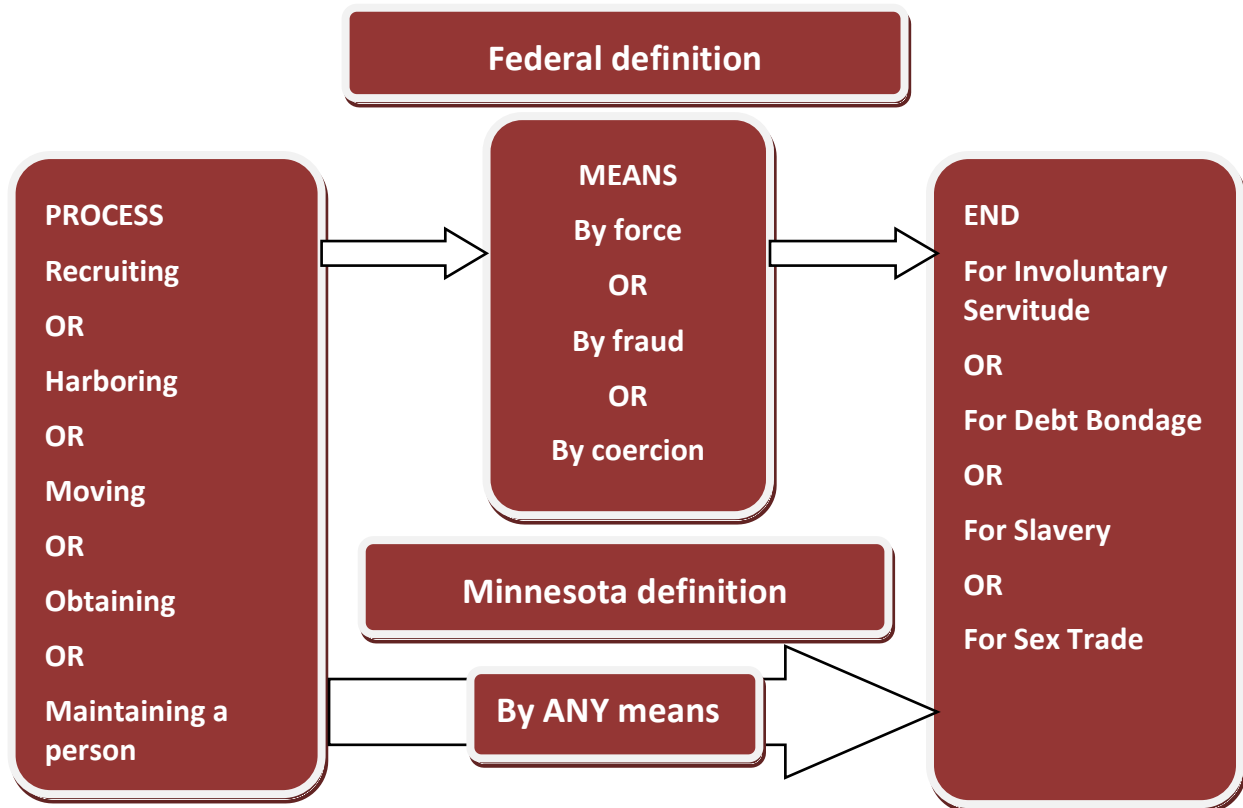 Federal definition
PROCESS
Recruiting
OR
Harboring
OR
Moving
OR
Obtaining
OR
Maintaining a
person
MEANS
By force
OR
By fraud
OR
By coercion
Minnesota definition
By ANY means
END
For Involuntary
Servitude
OR
For Debt Bondage
OR
For Slavery
OR
For Sex Trade